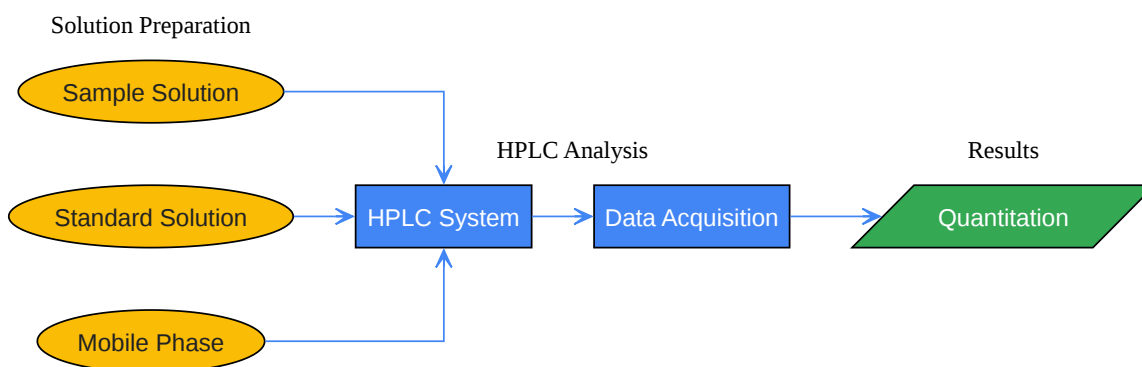 Solution Preparation
Sample Solution
HPLC Analysis
Results
Standard Solution
HPLC System
Data Acquisition
Quantitation
Mobile Phase